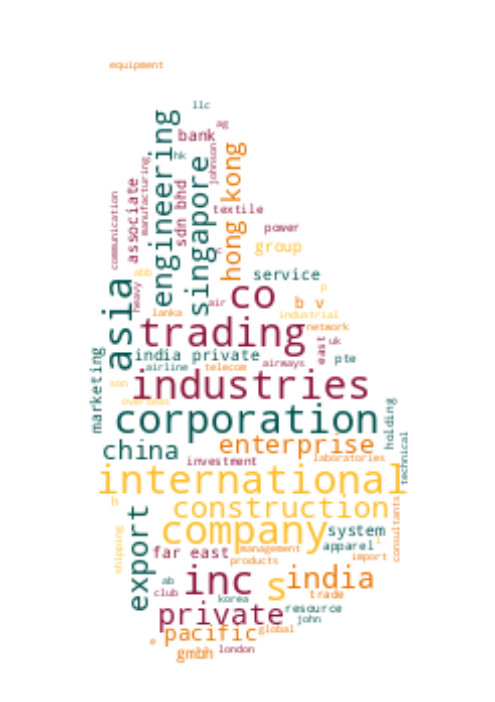 equipment
llc
ag
bank
engineering
hk
johnson
hong kong
singapore
sdn bhd
manufacturing
associate
communication
textile
power
group
h
service
abb
asia
heavy
air
co
b v
p
lanka
industrial
network
trading
east
uk
india private
pte
airline
telecom
airways
marketing
son
industries
overseas
corporation
holding
china
enterprise
technical
investment
laboratories
international
h
construction
consultants
export
company
system
shipping
far east
management
apparel
l
import
products
ab
inc
s
india
club
korea
trade
private
resource
john
pacific
global
e
gmbh
london